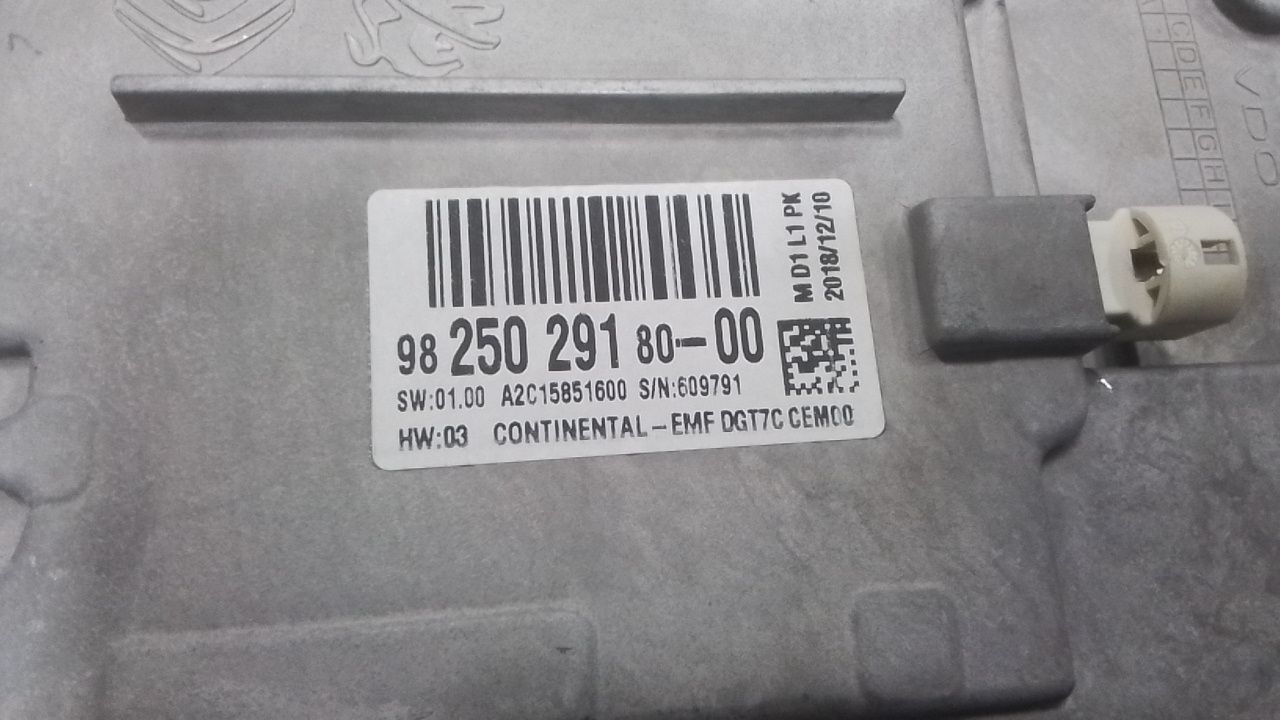 98 250 291 80-00
SW:01.00 A2C15851600 S/N:609791
HW:03 CONTINENTAL-EMF DGT7C CEM00
M D1 L1 PK
2018/12/10
C D E F G H
VDO